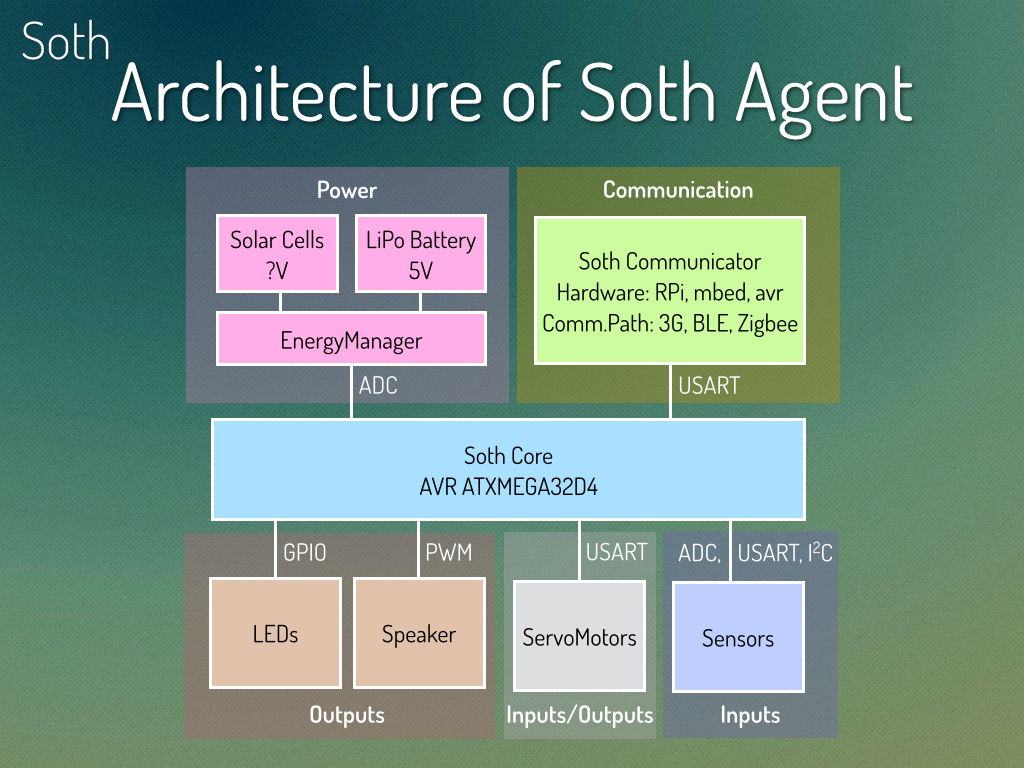 Soth
Architecture of Soth Agent
Power
Communication
Solar Cells
?V
LiPo Battery
5V
EnergyManager
ADC
Soth Communicator
Hardware: RPi, mbed, avr
Comm.Path: 3G, BLE, Zigbee
USART
Soth Core
AVR ATXMEGA32D4
GPIO
PWM
USART
ADC, USART, I²C
LEDs
Speaker
ServoMotors
Sensors
Outputs
Inputs/Outputs
Inputs